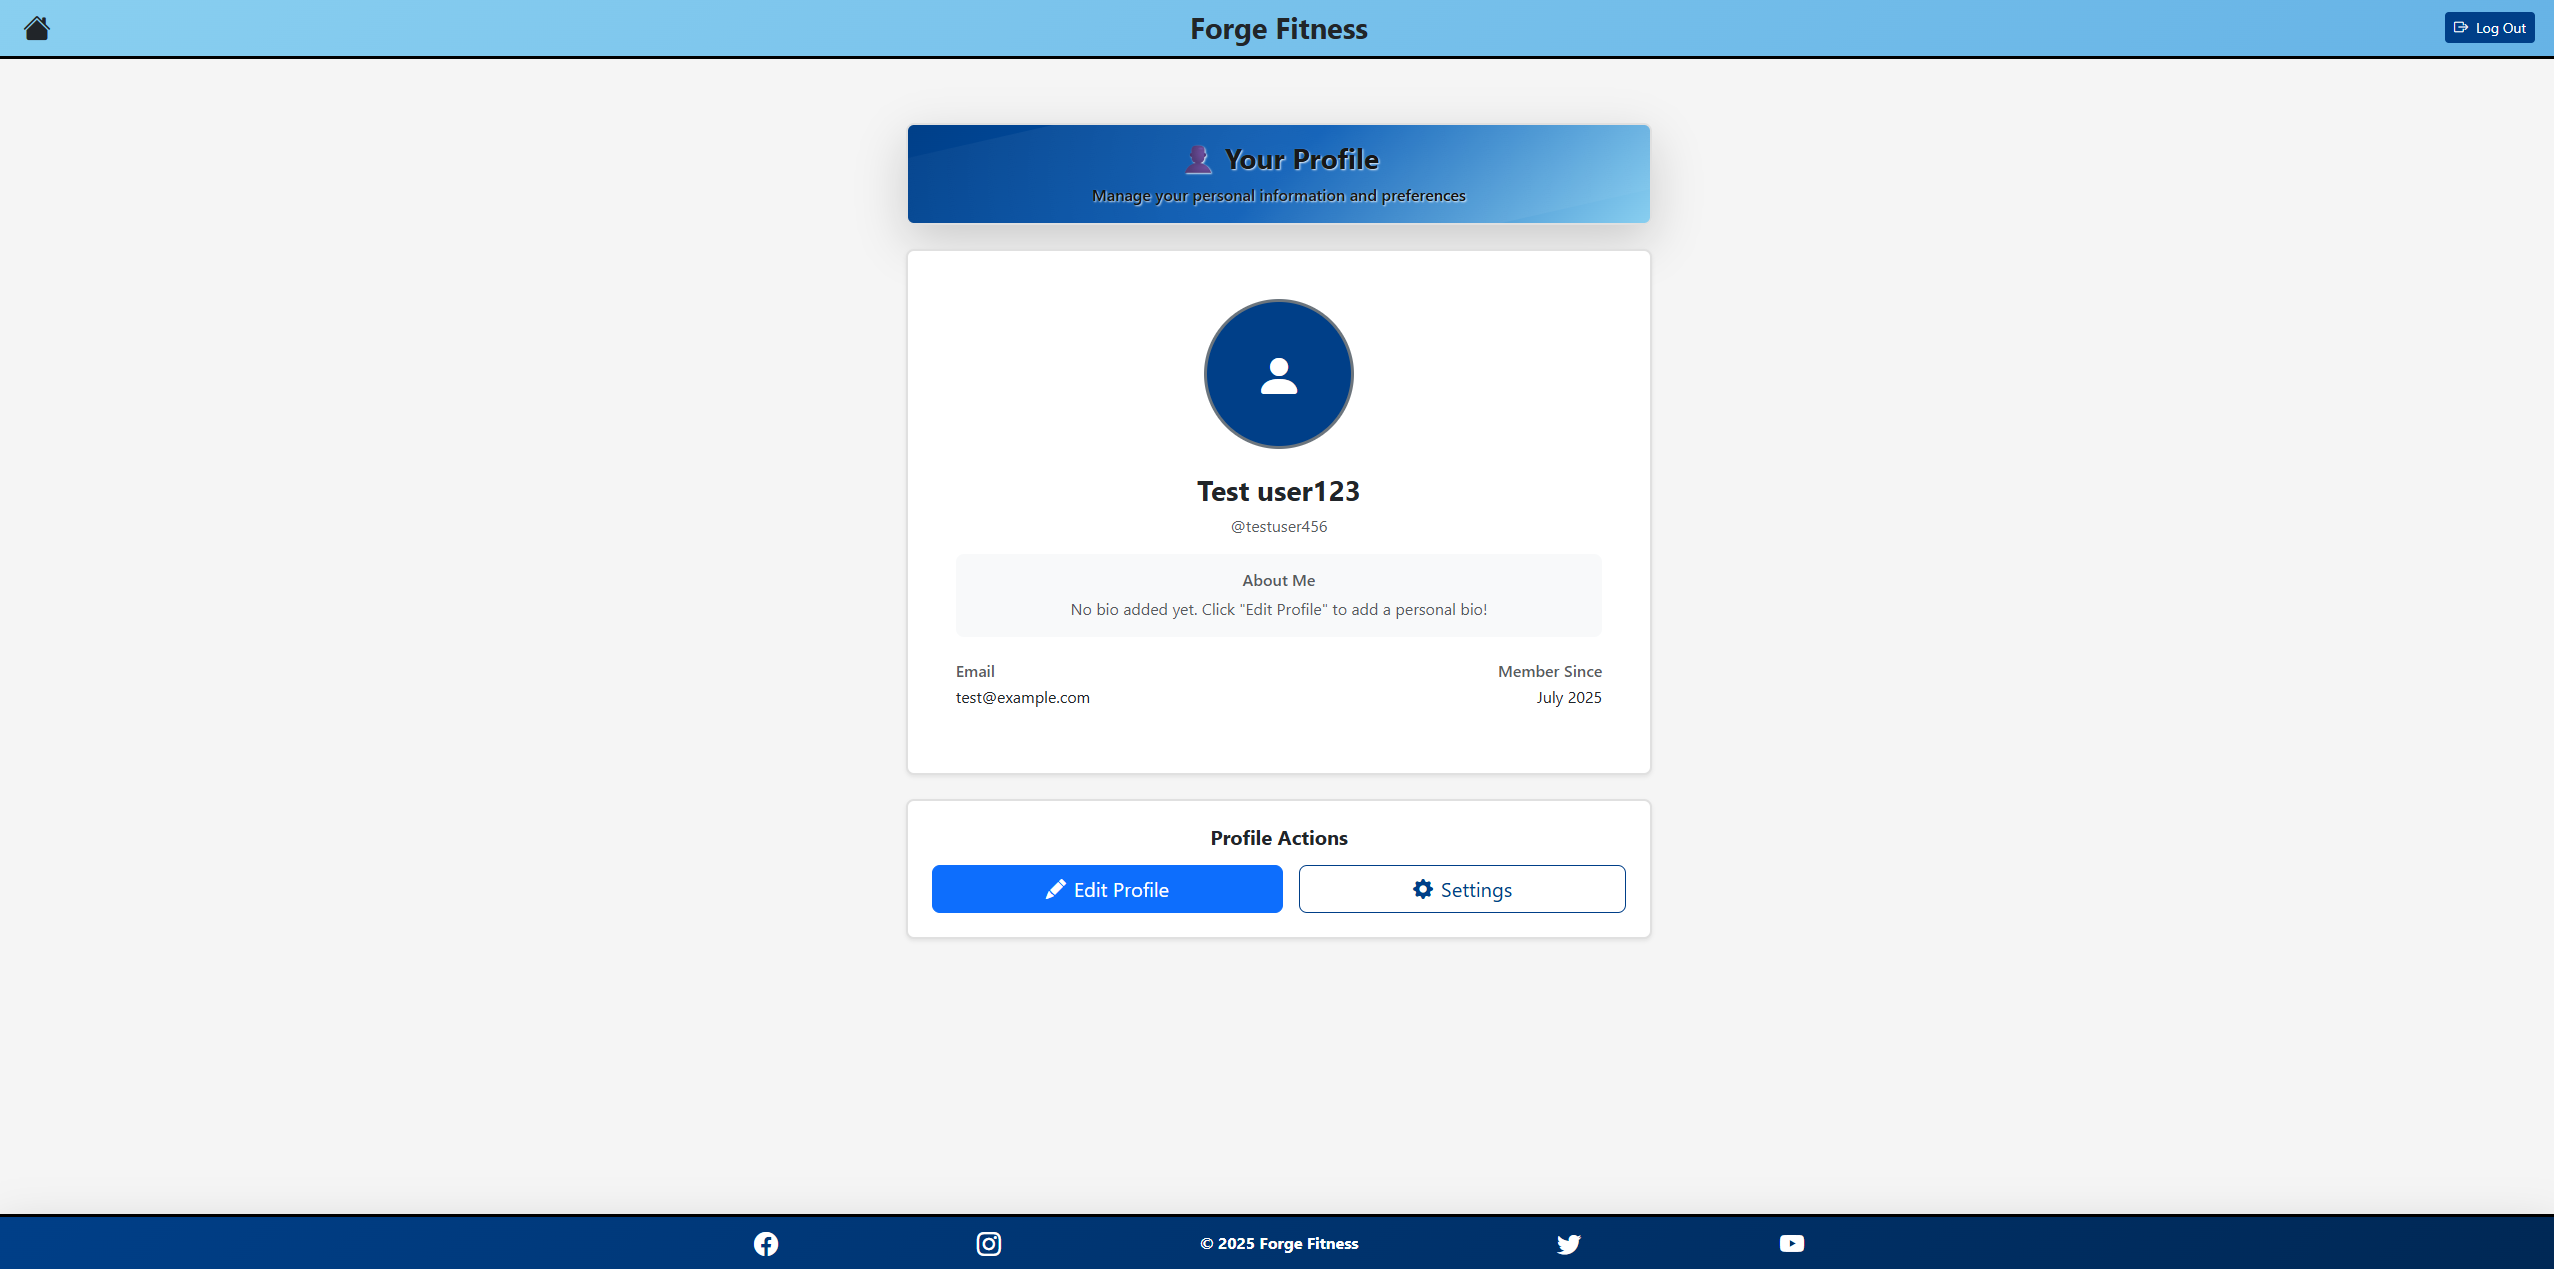 Forge Fitness
Log Out
Your Profile
Manage your personal information and preferences
Test user123
@testuser456
About Me
No bio added yet. Click "Edit Profile" to add a personal bio!
Email
Member Since
test@example.com
July 2025
Profile Actions
Edit Profile
Settings
© 2025 Forge Fitness